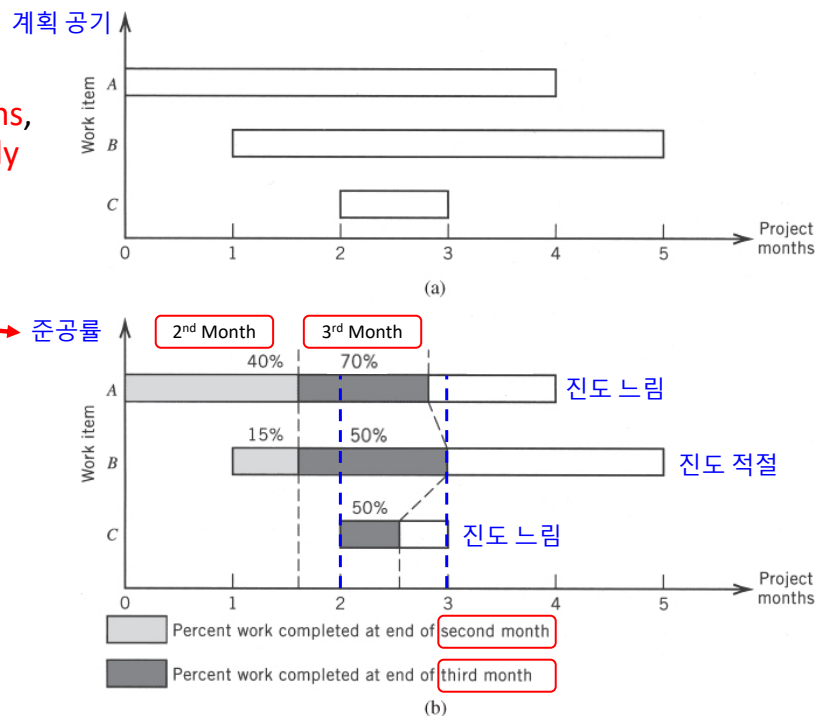 계획 공기
ns,
ly
Work item
A
B
C
0 1 2 3 4 5
Project months
(a)
준공률
2nd Month
3rd Month
40% 70%
A
진도 느림
15% 50%
B
진도 적절
Work item
50%
C
진도 느림
0 1 2 3 4 5
Project months
Percent work completed at end of second month
Percent work completed at end of third month
(b)